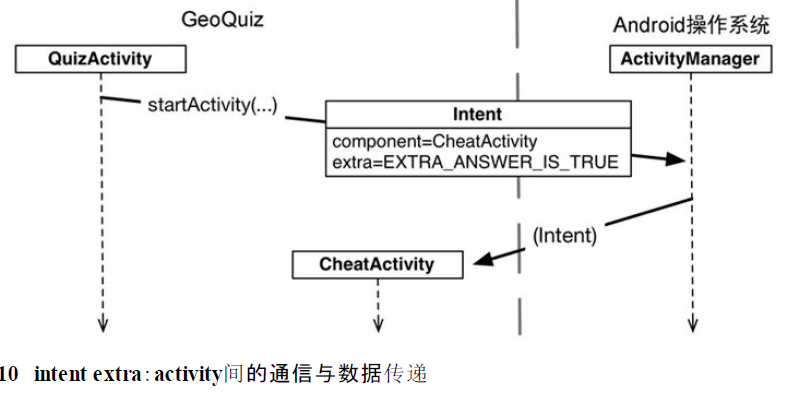 GeoQuiz
Android操作系统
QuizActivity
ActivityManager
startActivity(...)
Intent
component=CheatActivity
extra=EXTRA_ANSWER_IS_TRUE
(Intent)
CheatActivity
10 intent extra：activity间的通信与数据传递